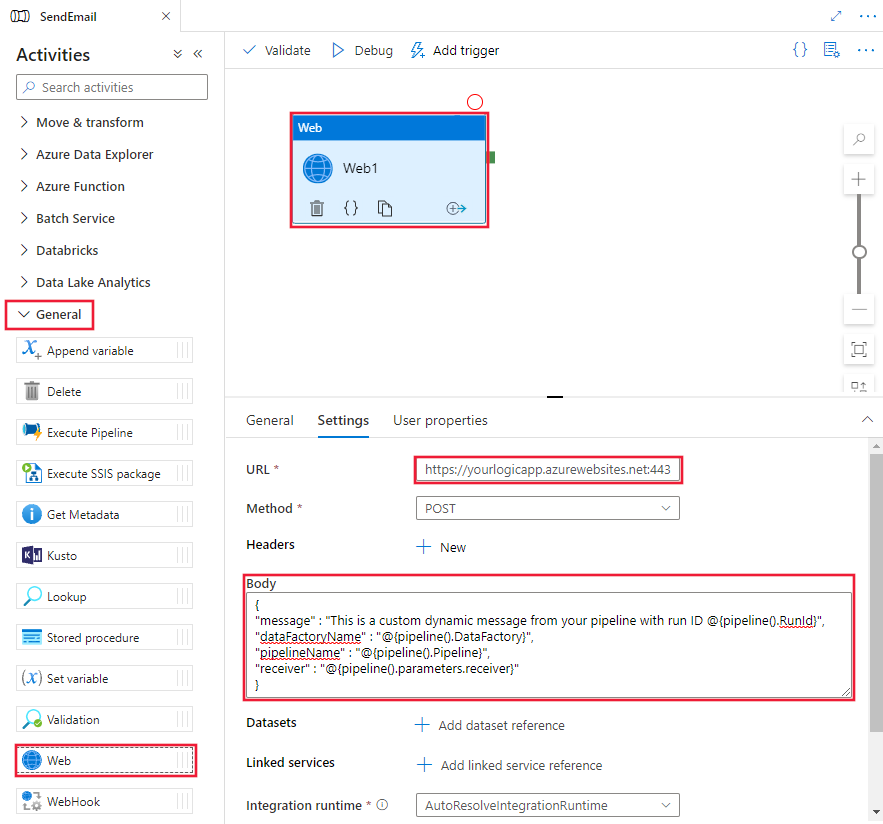 SendEmail
Activities
Search activities
Move & transform
Azure Data Explorer
Azure Function
Batch Service
Databricks
Data Lake Analytics
General
Append variable
Delete
Execute Pipeline
Execute SSIS package
Get Metadata
Kusto
Lookup
Stored procedure
(x) Set variable
Validation
Web
WebHook
Validate Debug Add trigger
Web
Web1
General Settings User properties
URL * https://yourlogicapp.azurewebsites.net:443
Method * POST
Headers New
Body
{
"message" : "This is a custom dynamic message from your pipeline with run ID @{pipeline().RunId}",
"dataFactoryName" : "@{pipeline().DataFactory}",
"pipelineName" : "@{pipeline().Pipeline}",
"receiver" : "@{pipeline().parameters.receiver}"
}
Datasets Add dataset reference
Linked services Add linked service reference
Integration runtime * AutoResolveIntegrationRuntime